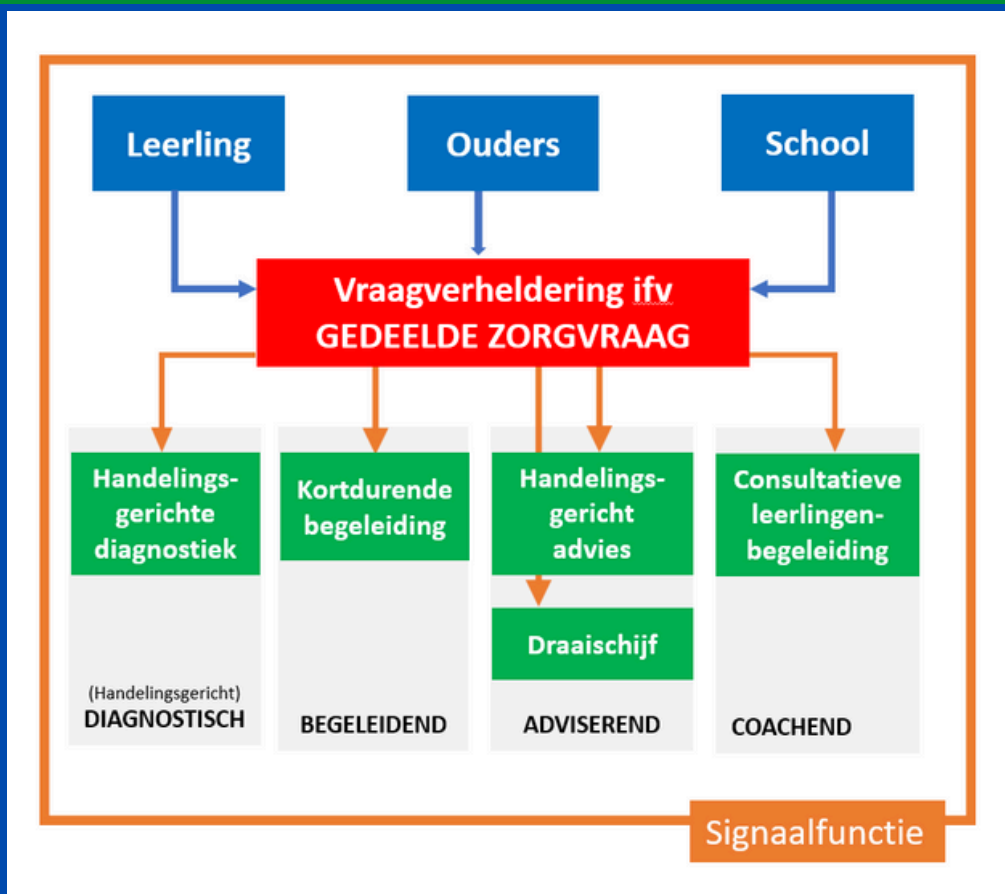 Leerling
Ouders
School
Vraagverheldering ifv
GEDEELDE ZORGVRAAG
Handelings-
gerichte
diagnostiek
Kortdurende
begeleiding
Handelings-
gericht
advies
Consultatieve
leerlingen-
begeleiding
Draaischijf
(Handelingsgericht)
DIAGNOSTISCH
BEGELEIDEND
ADVISEREND
COACHEND
Signaalfunctie